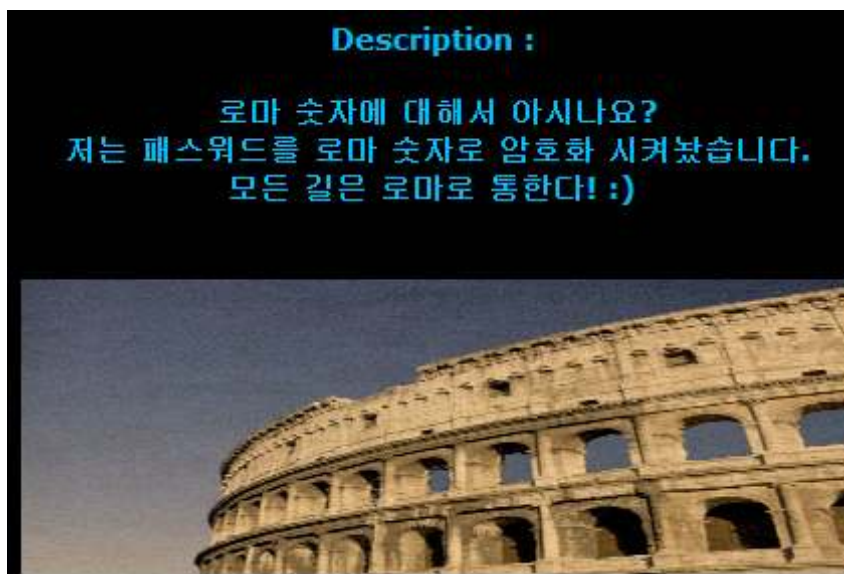 Description :
로마 숫자에 대해서 아시나요?
저는 패스워드를 로마 숫자로 암호화 시켜놨습니다.
모든 길은 로마로 통한다! :)